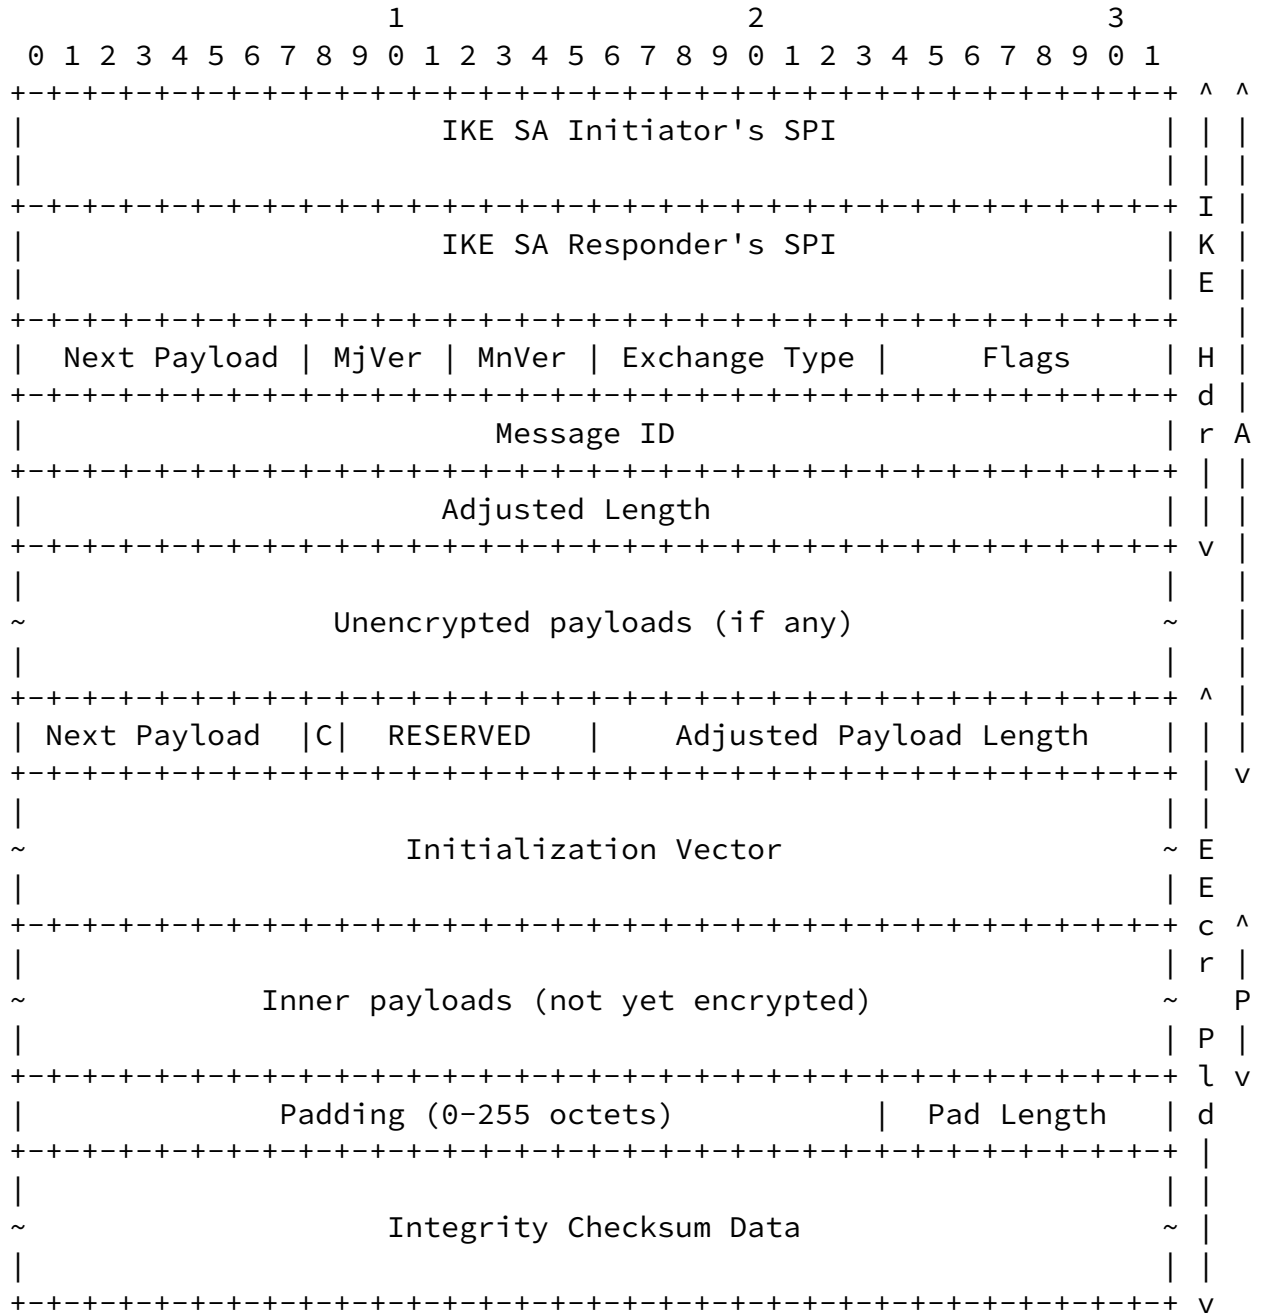 1                   2                   3
 0 1 2 3 4 5 6 7 8 9 0 1 2 3 4 5 6 7 8 9 0 1 2 3 4 5 6 7 8 9 0 1
+-+-+-+-+-+-+-+-+-+-+-+-+-+-+-+-+-+-+-+-+-+-+-+-+-+-+-+-+-+-+-+-+ ^ ^
|                       IKE SA Initiator's SPI                  | | |
|                                                               | | |
+-+-+-+-+-+-+-+-+-+-+-+-+-+-+-+-+-+-+-+-+-+-+-+-+-+-+-+-+-+-+-+-+ I |
|                       IKE SA Responder's SPI                  | K |
|                                                               | E |
+-+-+-+-+-+-+-+-+-+-+-+-+-+-+-+-+-+-+-+-+-+-+-+-+-+-+-+-+-+-+-+-+   |
|  Next Payload | MjVer | MnVer | Exchange Type |     Flags     | H |
+-+-+-+-+-+-+-+-+-+-+-+-+-+-+-+-+-+-+-+-+-+-+-+-+-+-+-+-+-+-+-+-+ d |
|                          Message ID                           | r A
+-+-+-+-+-+-+-+-+-+-+-+-+-+-+-+-+-+-+-+-+-+-+-+-+-+-+-+-+-+-+-+-+ | |
|                       Adjusted Length                         | | |
+-+-+-+-+-+-+-+-+-+-+-+-+-+-+-+-+-+-+-+-+-+-+-+-+-+-+-+-+-+-+-+-+ v |
|                                                               |   |
~                 Unencrypted payloads (if any)                 ~   |
|                                                               |   |
+-+-+-+-+-+-+-+-+-+-+-+-+-+-+-+-+-+-+-+-+-+-+-+-+-+-+-+-+-+-+-+-+ ^ |
| Next Payload  |C|  RESERVED   |    Adjusted Payload Length    | | |
+-+-+-+-+-+-+-+-+-+-+-+-+-+-+-+-+-+-+-+-+-+-+-+-+-+-+-+-+-+-+-+-+ | v
|                                                               | |
~                     Initialization Vector                     ~ E
|                                                               | E
+-+-+-+-+-+-+-+-+-+-+-+-+-+-+-+-+-+-+-+-+-+-+-+-+-+-+-+-+-+-+-+-+ c ^
|                                                               | r |
~             Inner payloads (not yet encrypted)                ~   P
|                                                               | P |
+-+-+-+-+-+-+-+-+-+-+-+-+-+-+-+-+-+-+-+-+-+-+-+-+-+-+-+-+-+-+-+-+ l v
|              Padding (0-255 octets)           |  Pad Length   | d
+-+-+-+-+-+-+-+-+-+-+-+-+-+-+-+-+-+-+-+-+-+-+-+-+-+-+-+-+-+-+-+-+ |
|                                                               | |
~                    Integrity Checksum Data                    ~ |
|                                                               | |
+-+-+-+-+-+-+-+-+-+-+-+-+-+-+-+-+-+-+-+-+-+-+-+-+-+-+-+-+-+-+-+-+ v